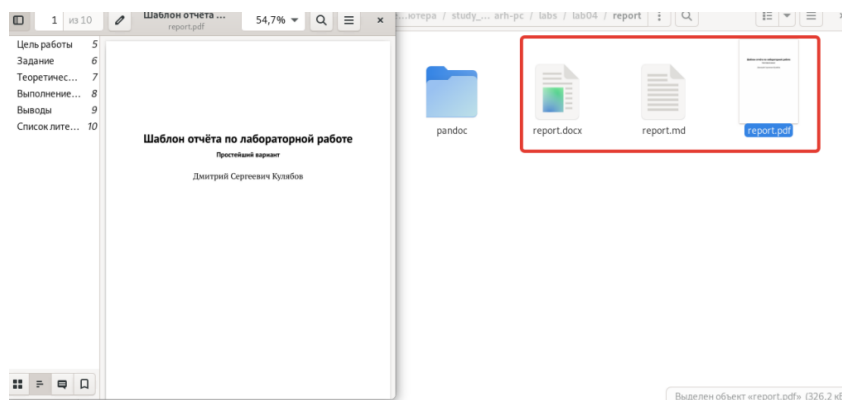 1 из 10
Шаблон отчёта ...
report.pdf
54,7%
Цель работы 5
Задание 6
Теоретичес... 7
Выполнение... 8
Выводы 9
Список лите... 10
Шаблон отчёта по лабораторной работе
Простейший вариант
Дмитрий Сергеевич Кулябов
...ютера / study_... arh-pc / labs / lab04 / report
pandoc
report.docx
report.md
report.pdf
Выделен объект «report.pdf» (326,2 кБ